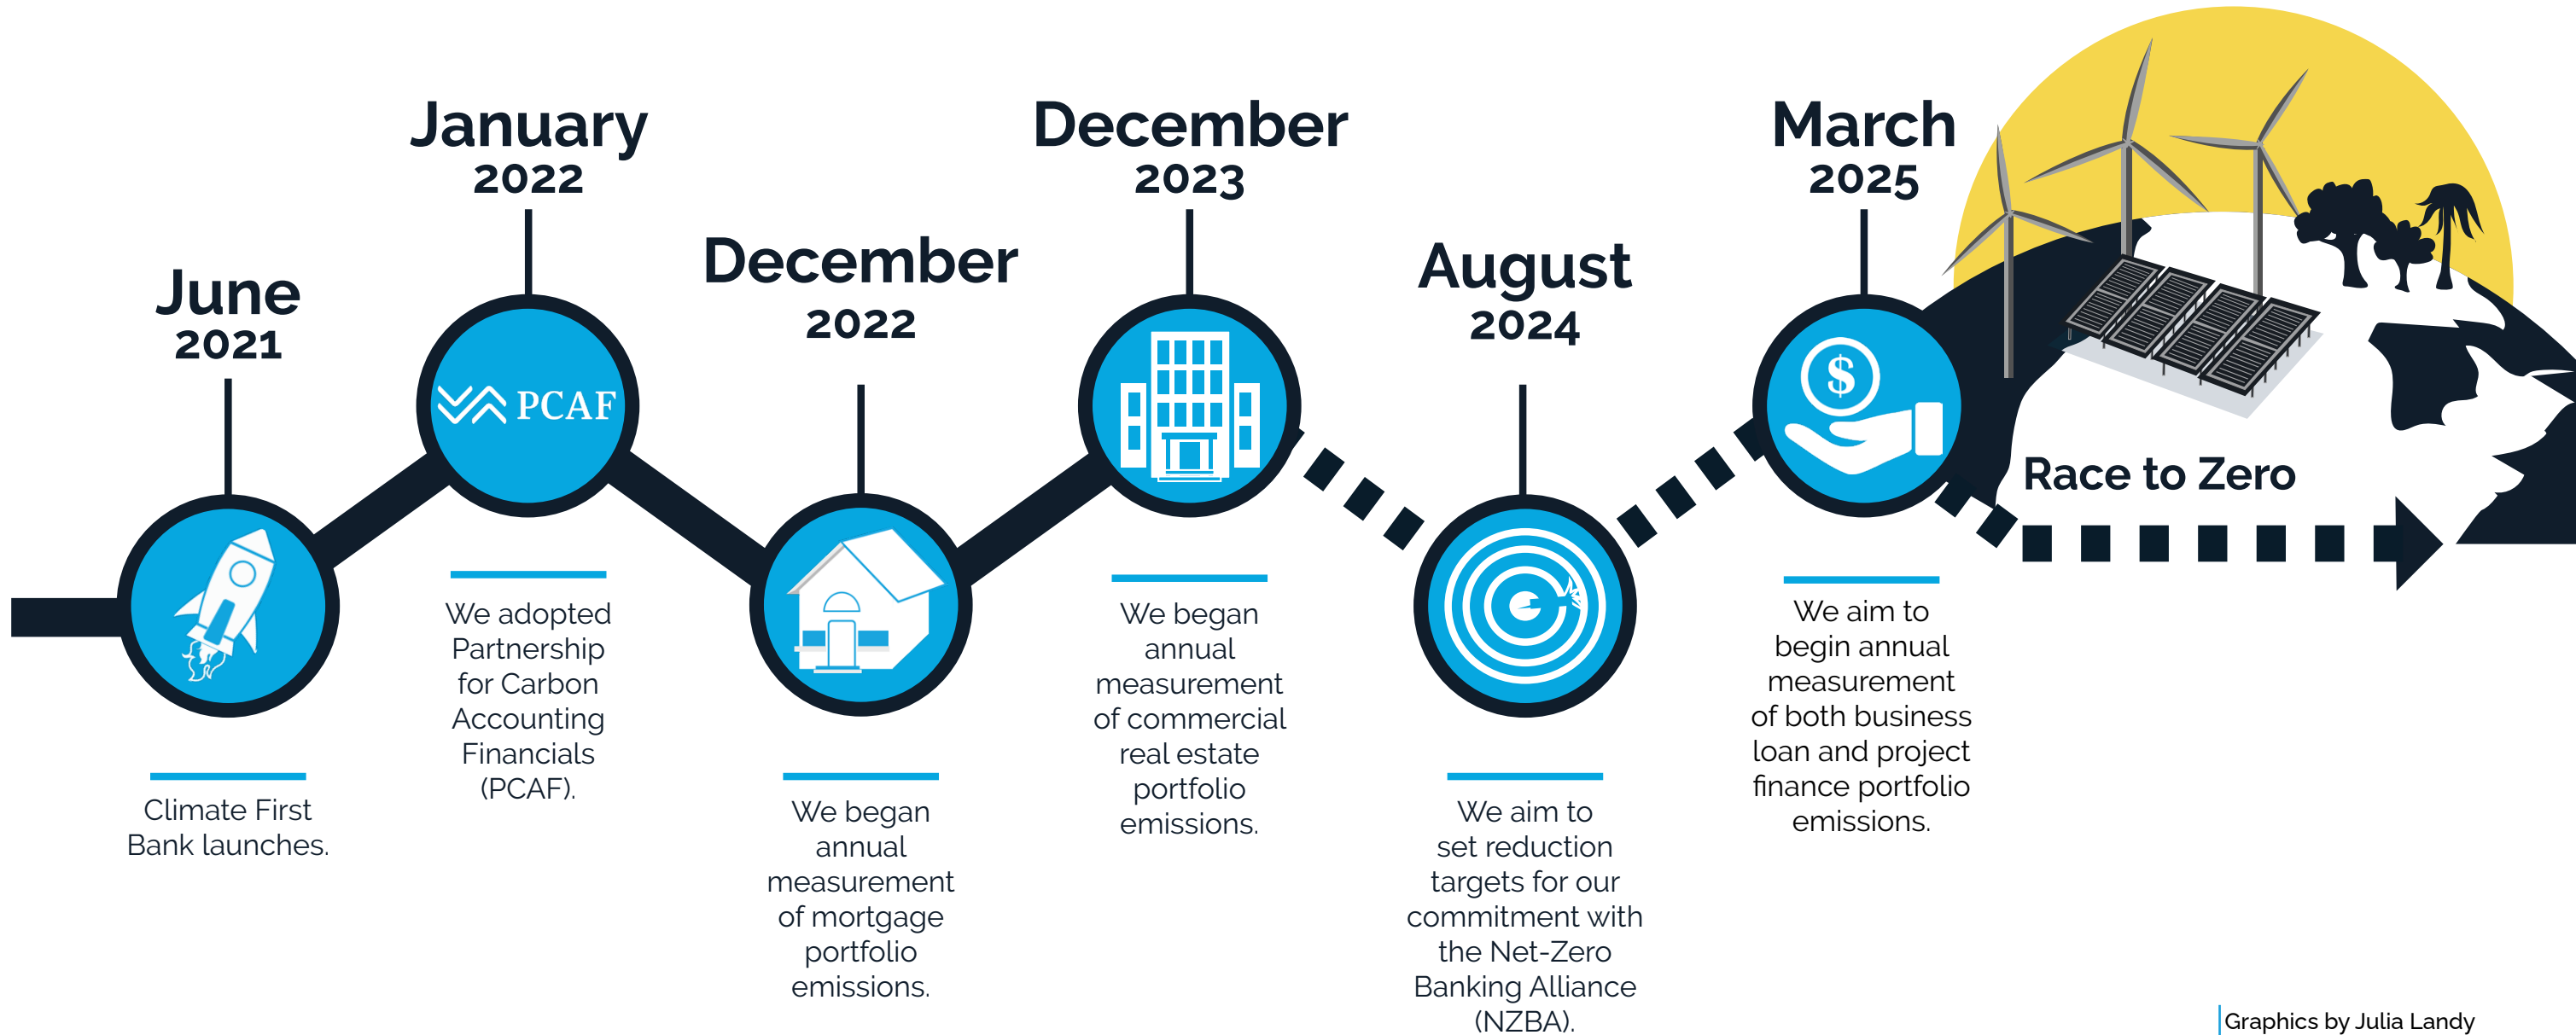 June
2021
Climate First
Bank launches.
January
2022
PCAF
We adopted
Partnership
for Carbon
Accounting
Financials
(PCAF).
December
2022
We began
annual
measurement
of mortgage
portfolio
emissions.
December
2023
We began
annual
measurement
of commercial
real estate
portfolio
emissions.
August
2024
We aim to
set reduction
targets for our
commitment with
the Net-Zero
Banking Alliance
(NZBA).
March
2025
$
We aim to
begin annual
measurement
of both business
loan and project
finance portfolio
emissions.
Race to Zero
Graphics by Julia Landy